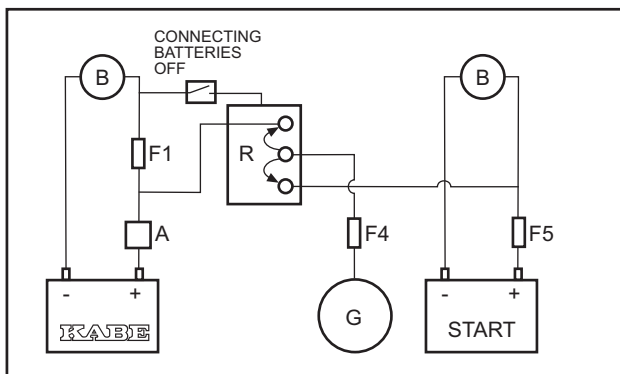 CONNECTING
BATTERIES
OFF
B
B
F1
R
A
F4
F5
- +
KABE
G
- +
START